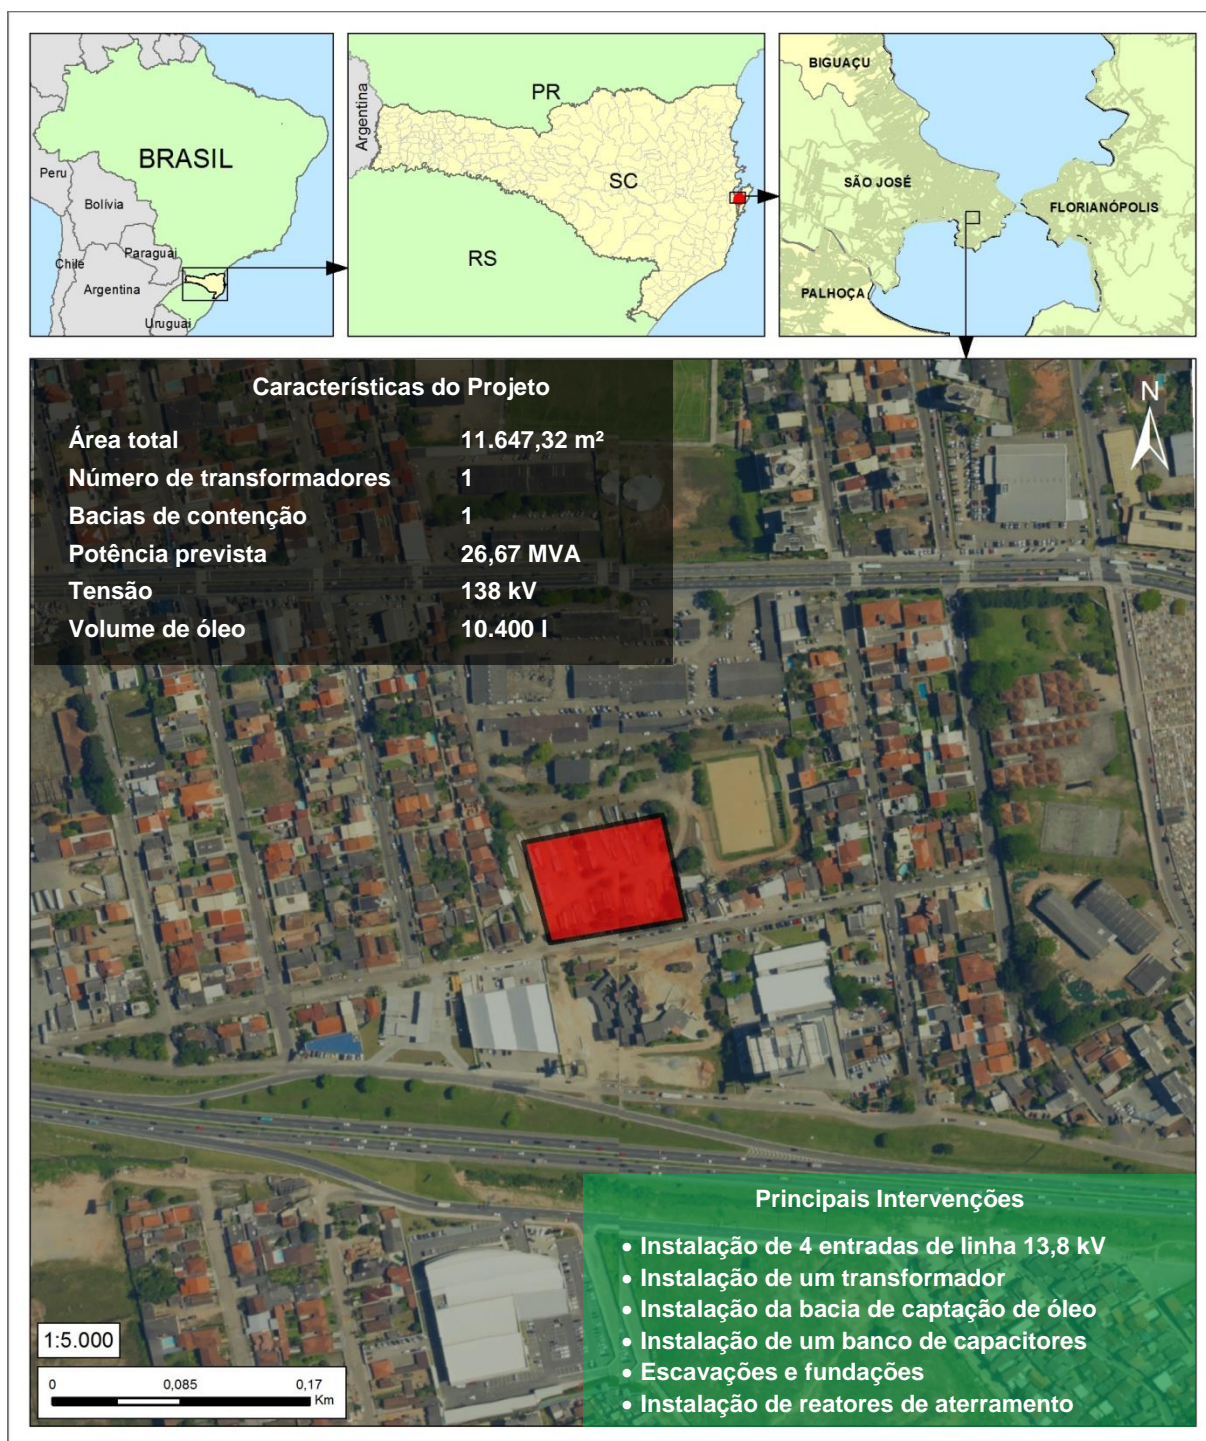 BRASIL
Peru
Bolívia
Paraguai
Chile
Argentina
Uruguai
Argentina
PR
SC
RS
BIGUAÇU
SÃO JOSÉ
FLORIANÓPOLIS
PALHOÇA
Características do Projeto
Área total 11.647,32 m²
Número de transformadores 1
Bacias de contenção 1
Potência prevista 26,67 MVA
Tensão 138 kV
Volume de óleo 10.400 l
N
Principais Intervenções
• Instalação de 4 entradas de linha 13,8 kV
• Instalação de um transformador
• Instalação da bacia de captação de óleo
• Instalação de um banco de capacitores
• Escavações e fundações
• Instalação de reatores de aterramento
1:5.000
0 0,085 0,17
Km